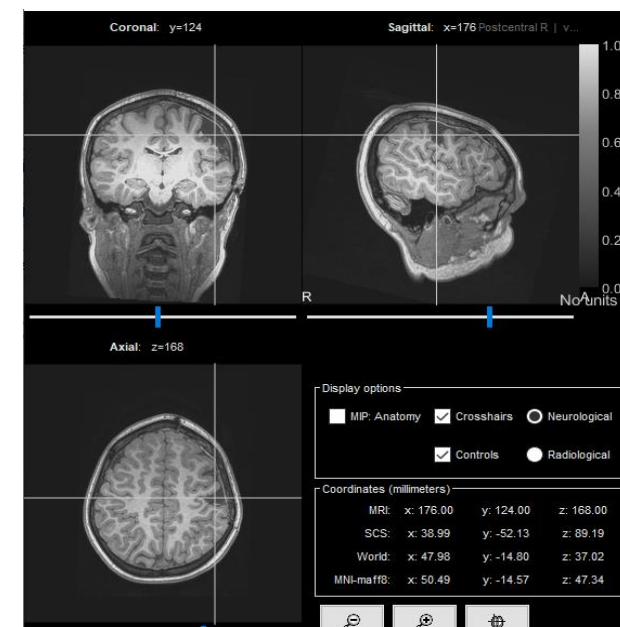 Coronal: y=124
Sagittal: x=176 Postcentral R | v...
1.0
0.8
0.6
0.4
0.2
0.0
R
A
No units
Axial: z=168
Display options
MIP: Anatomy
Crosshairs
Neurological
Controls
Radiological
Coordinates (millimeters)
MRI: x: 176.00 y: 124.00 z: 168.00
SCS: x: 38.99 y: -52.13 z: 89.19
World: x: 47.98 y: -14.80 z: 37.02
MNI-maff8: x: 50.49 y: -14.57 z: 47.34